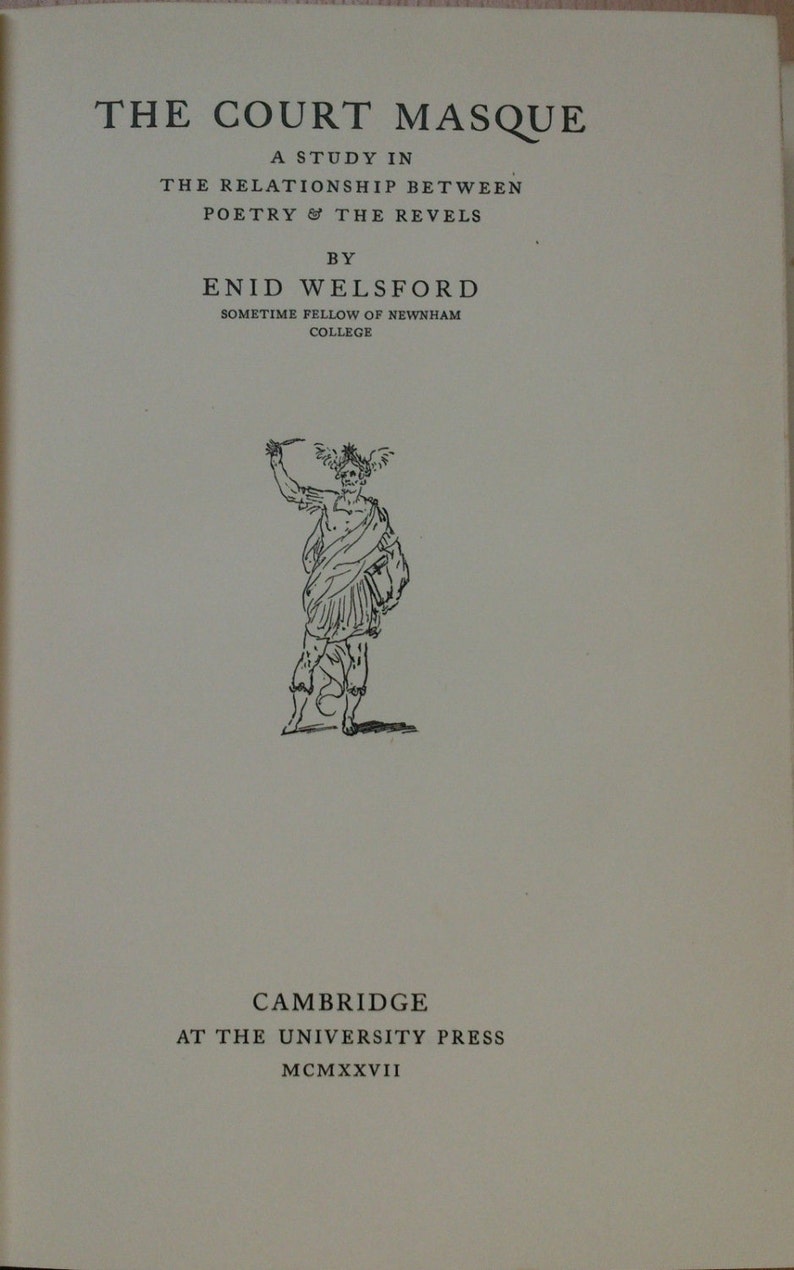 THE COURT MASQUE
A STUDY IN
THE RELATIONSHIP BETWEEN
POETRY & THE REVELS
BY
ENID WELSFORD
SOMETIME FELLOW OF NEWNHAM
COLLEGE
CAMBRIDGE
AT THE UNIVERSITY PRESS
MCMXXVII